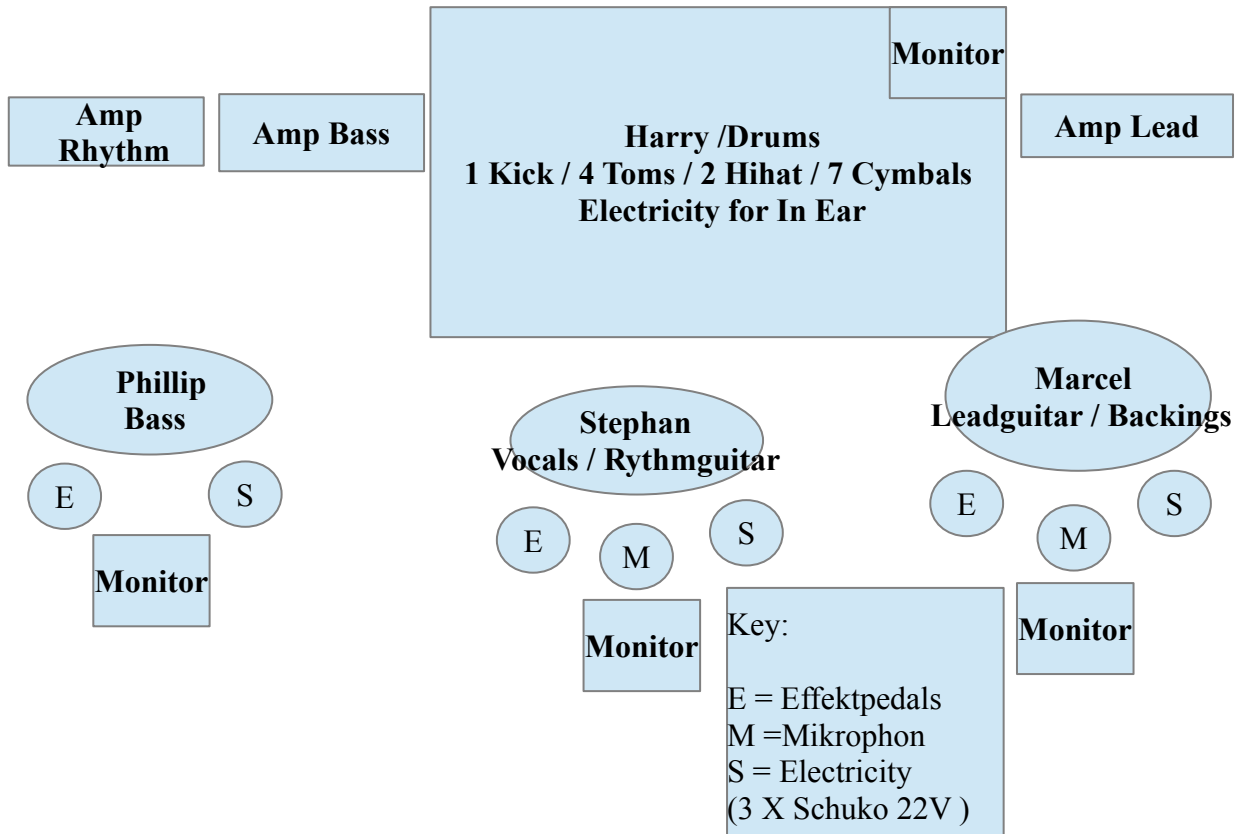 Monitor
Amp
Rhythm
Amp Bass
Harry /Drums
1 Kick / 4 Toms / 2 Hihat / 7 Cymbals
Electricity for In Ear
Amp Lead
Phillip
Bass
E
S
Monitor
Stephan
Vocals / Rythmguitar
E
M
S
Monitor
Marcel
Leadguitar / Backings
E
M
S
Monitor
Key:
E = Effektpedals
M =Mikrophon
S = Electricity
(3 X Schuko 22V )